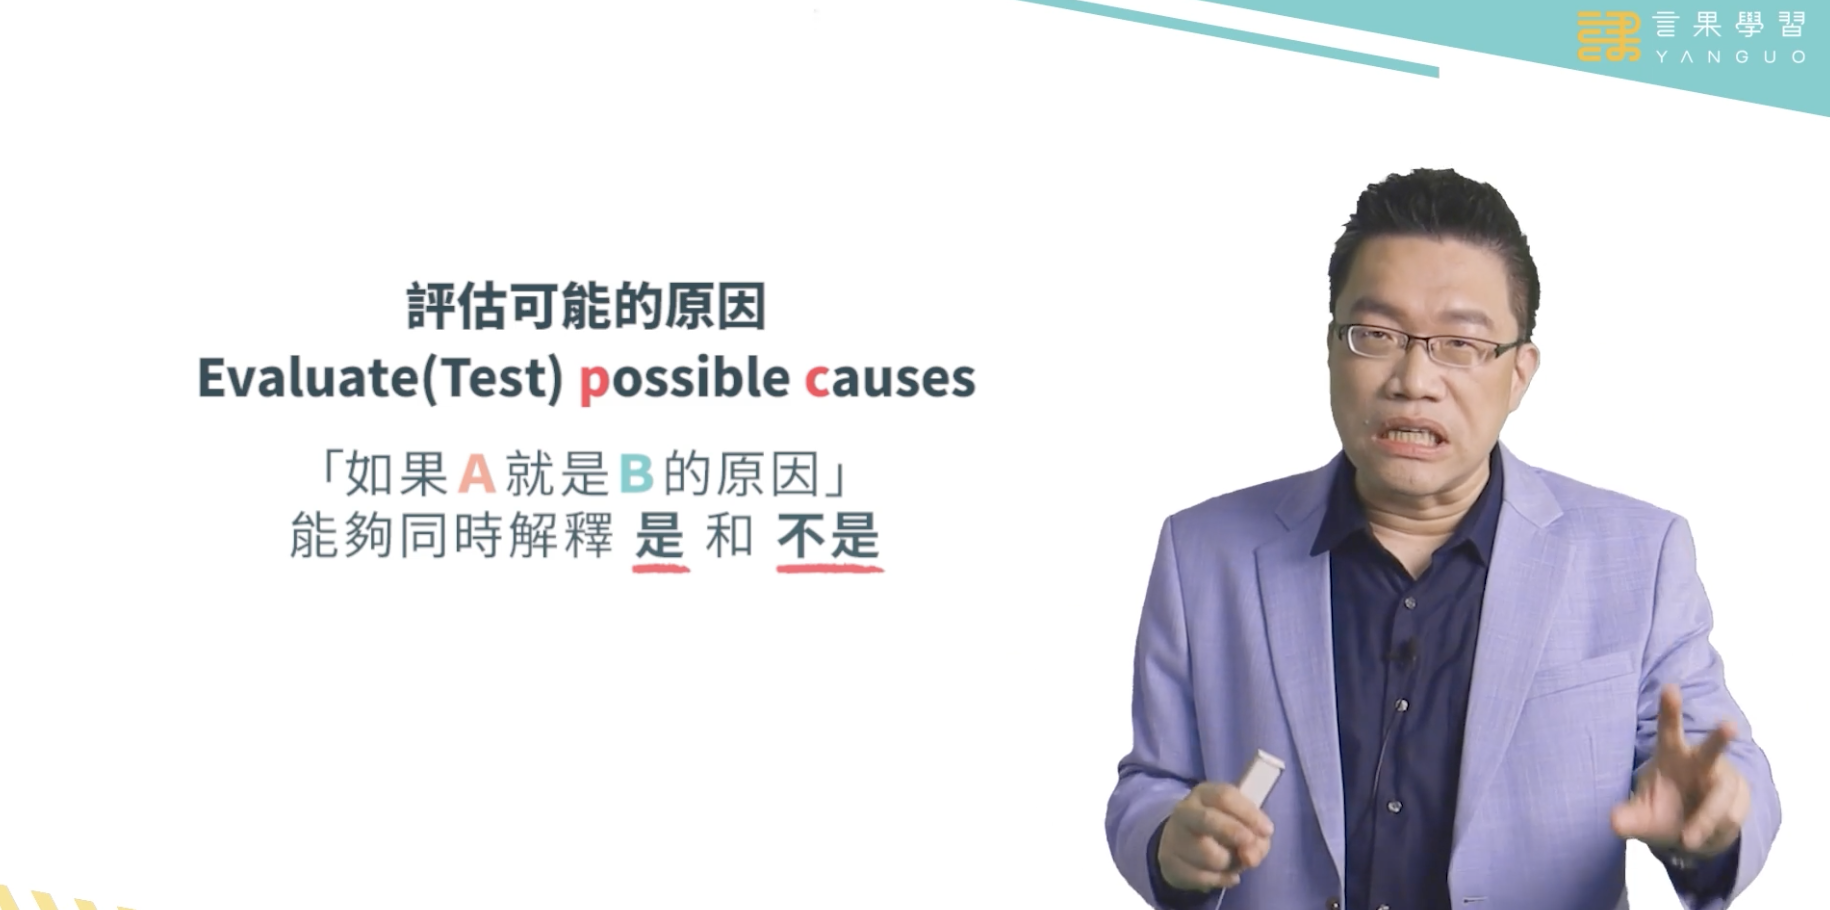 言果學習
YANGUO
評估可能的原因
Evaluate(Test) possible causes
「如果A就是B的原因」
能夠同時解釋 是 和 不是